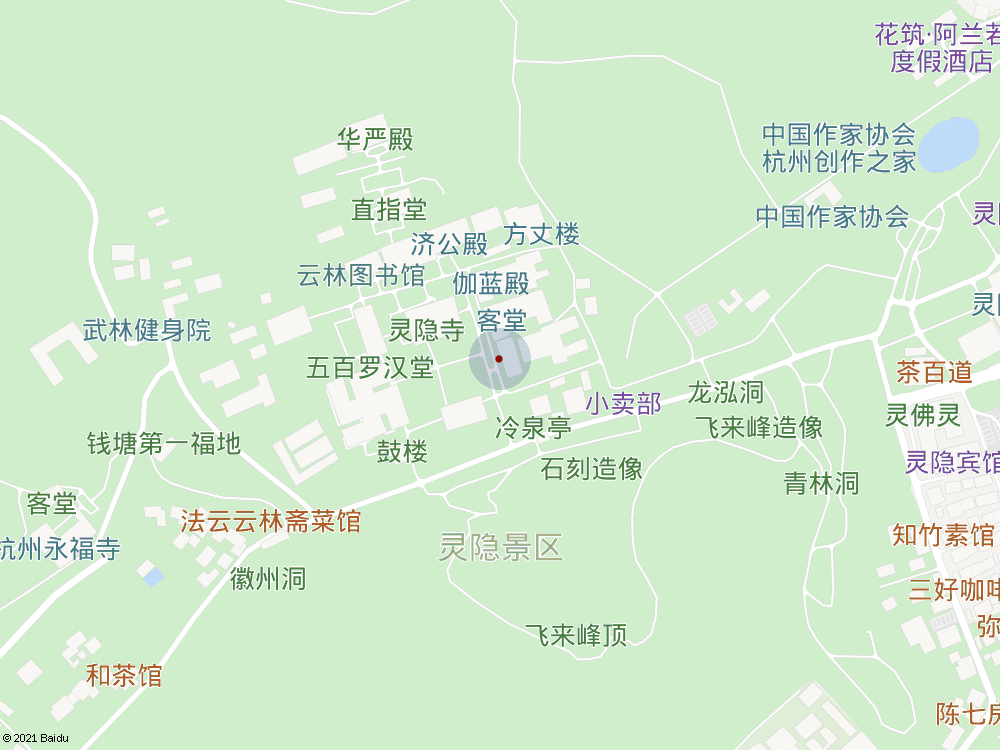 花筑·阿兰若
度假酒店
华严殿
中国作家协会
杭州创作之家
直指堂
中国作家协会
济公殿
方丈楼
云林图书馆
伽蓝殿
武林健身院
灵隐寺
客堂
五百罗汉堂
茶百道
小卖部
龙泓洞
灵佛灵
钱塘第一福地
鼓楼
冷泉亭
飞来峰造像
石刻造像
灵隐宾馆
青林洞
客堂
法云云林斋菜馆
知竹素馆
杭州永福寺
灵隐景区
徽州洞
三好咖啡
飞来峰顶
弥
和茶馆
陈七房
© 2021 Baidu